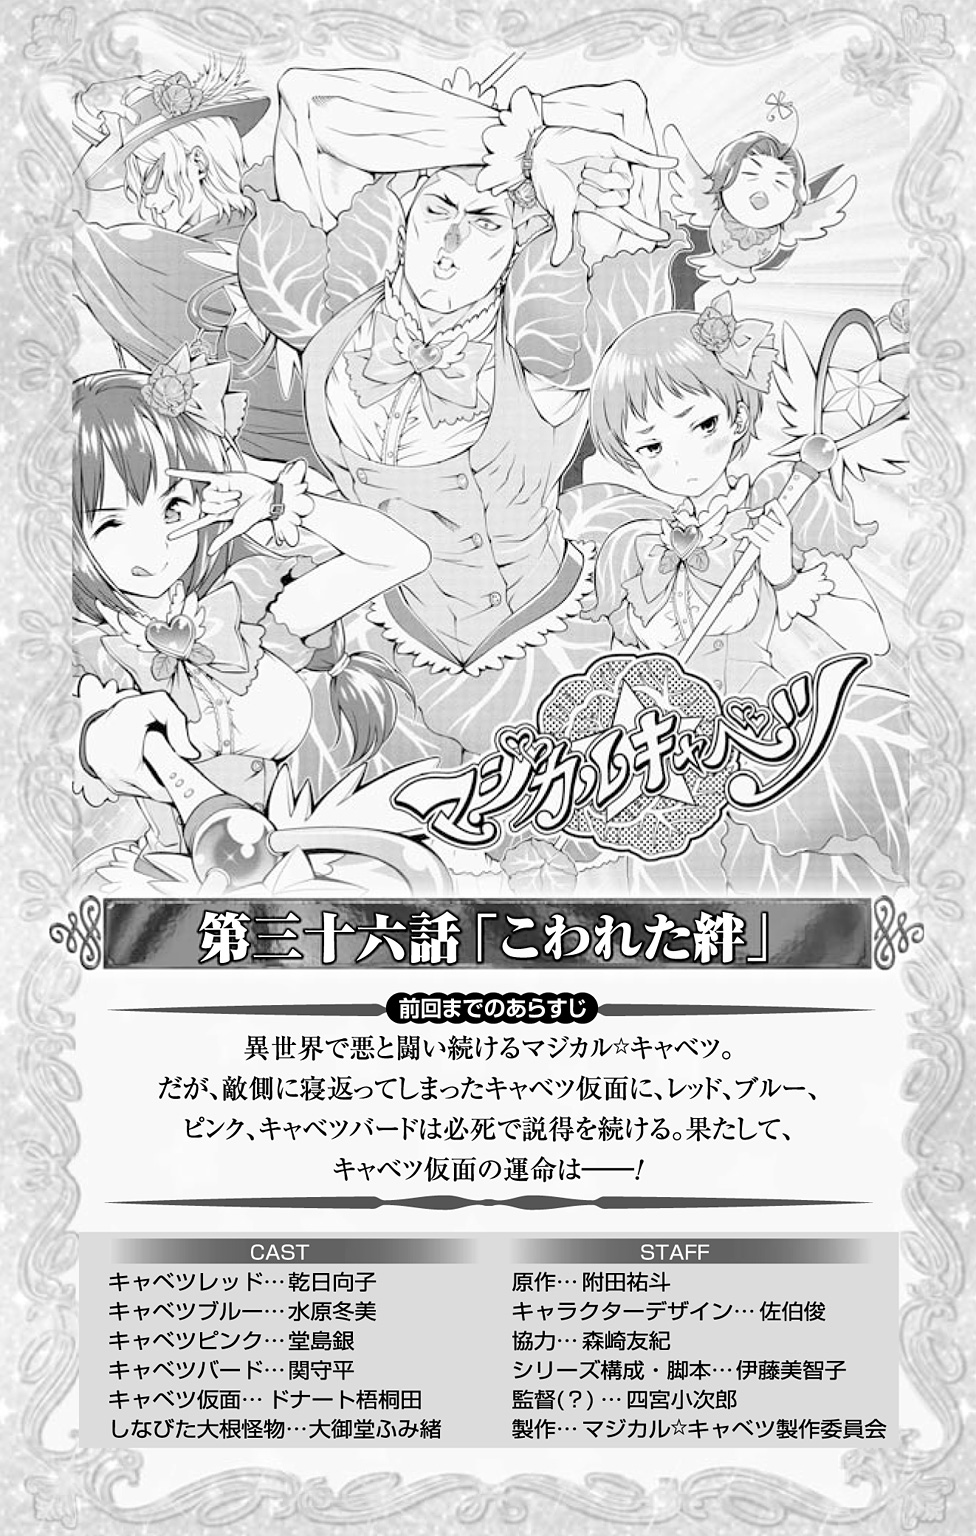 マジカルキャベツ
第三十六話「こわれた絆」
前回までのあらすじ
異世界で悪と闘い続けるマジカル☆キャベツ。
だが、敵側に寝返ってしまったキャベツ仮面に、レッド、ブルー、
ピンク、キャベツバードは必死で説得を続ける。果たして、
キャベツ仮面の運命は――!
CAST
キャベツレッド…乾日向子
キャベツブルー…水原冬美
キャベツピンク…堂島銀
キャベツバード…関守平
キャベツ仮面…ドナート梧桐田
しなびた大根怪物…大御堂ふみ緒
STAFF
原作…附田祐斗
キャラクターデザイン…佐伯俊
協力…森崎友紀
シリーズ構成・脚本…伊藤美智子
監督(?)…四宮小次郎
製作…マジカル☆キャベツ製作委員会